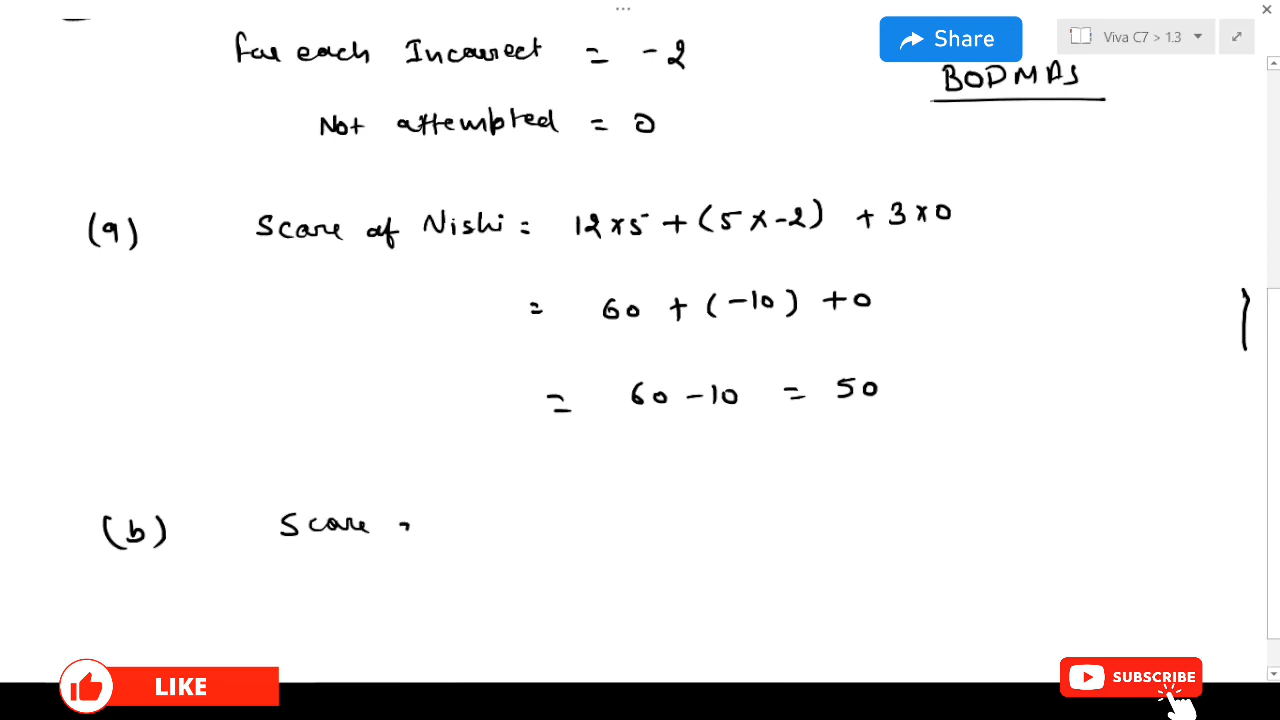 Share
Viva C7 > 1.3
For each Incorrect = -2
BODMAS
Not attempted = 0
(a) Score of Nishi = 12 × 5 + (5 × -2) + 3 × 0
= 60 + (-10) + 0
= 60 - 10 = 50
(b) Score
LIKE
SUBSCRIBE